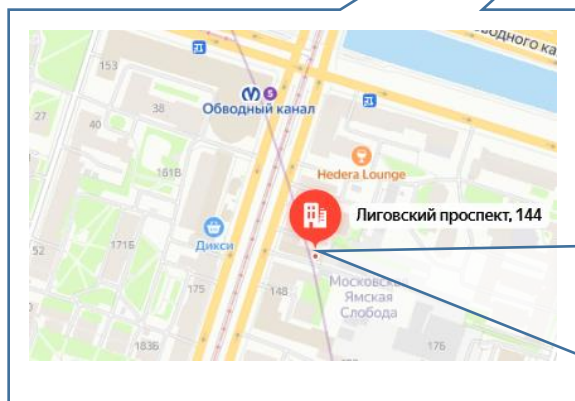 водного ка
153
38
Обводный канал
27
40
Hedera Lounge
161В
Лиговский проспект, 144
Дикси
171Б
52
Московская
Ямская
Слобода
175
148
183Б
176